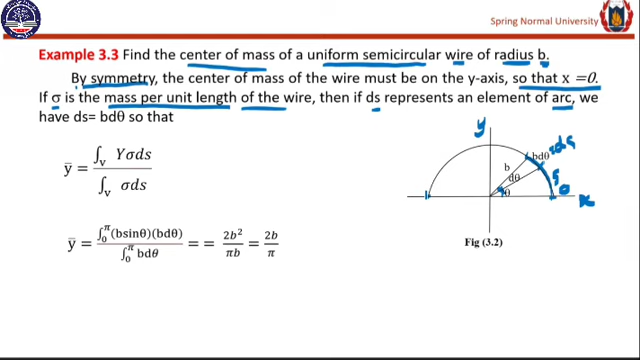 Spring Normal University
Example 3.3 Find the center of mass of a uniform semicircular wire of radius b.
By symmetry, the center of mass of the wire must be on the y-axis, so that x =0.
If σ is the mass per unit length of the wire, then if ds represents an element of arc, we
have ds= bdθ so that
ȳ = ∫ᵥ Yσds / ∫ᵥ σds
ȳ = ∫₀^π (bsinθ)(bdθ) / ∫₀^π bdθ = = 2b²/πb = 2b/π
y
bdθ
ds
b
dθ
θ
x
Fig (3.2)